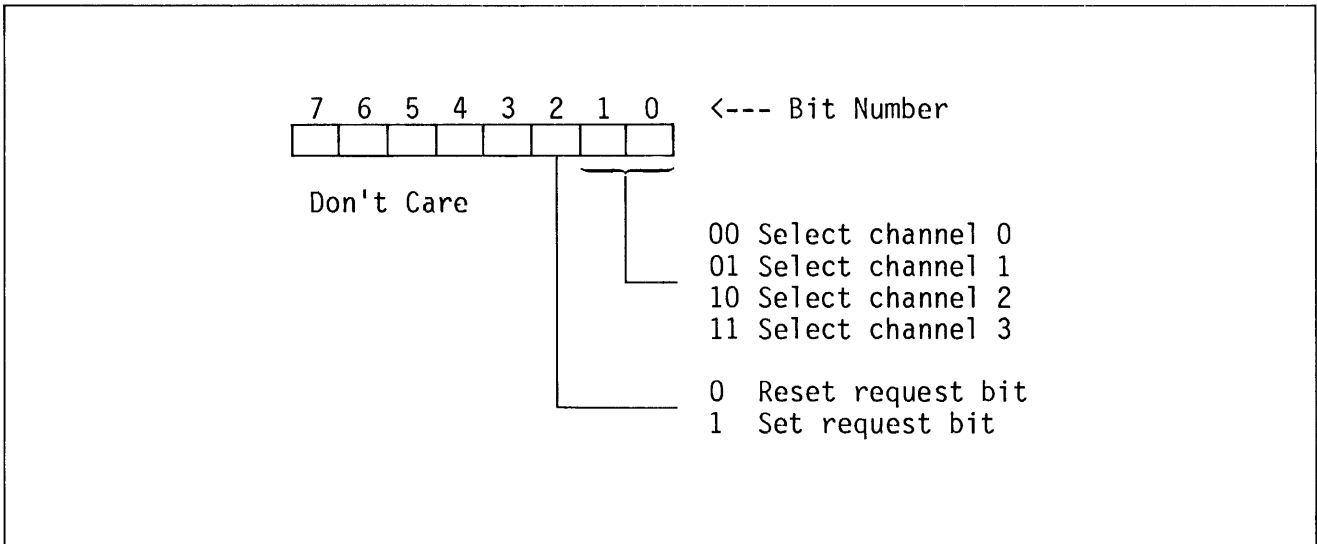 7 6 5 4 3 2 1 0 <--- Bit Number
Don't Care
00 Select channel 0
01 Select channel 1
10 Select channel 2
11 Select channel 3
0 Reset request bit
1 Set request bit